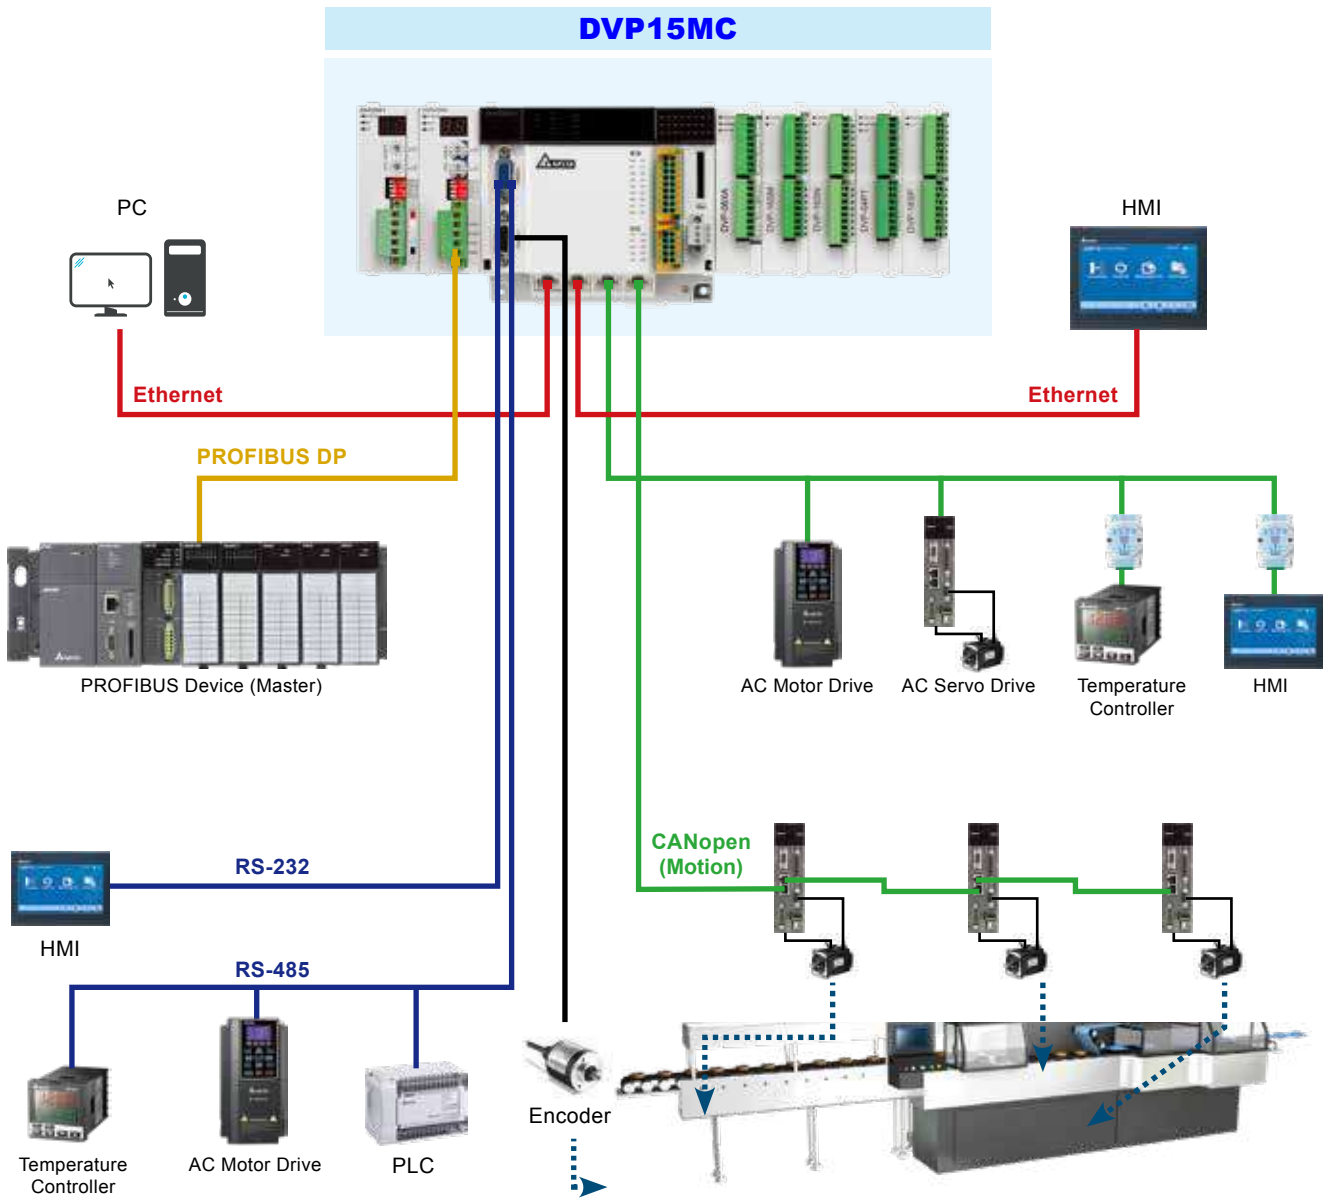 DVP15MC
PC
HMI
Ethernet
Ethernet
PROFIBUS DP
PROFIBUS Device (Master)
AC Motor Drive
AC Servo Drive
Temperature
Controller
HMI
CANopen
(Motion)
RS-232
HMI
RS-485
Temperature
Controller
AC Motor Drive
PLC
Encoder